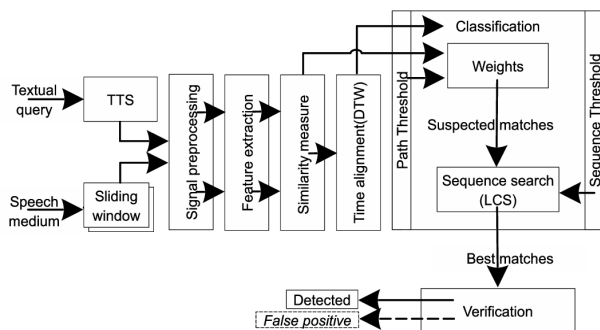 Textual
query
TTS
Speech
medium
Sliding
window
Signal preprocessing
Feature extraction
Similarity measure
Time alignment(DTW)
Path Threshold
Classification
Weights
Suspected matches
Sequence search
(LCS)
Sequence Threshold
Best matches
Verification
Detected
False positive